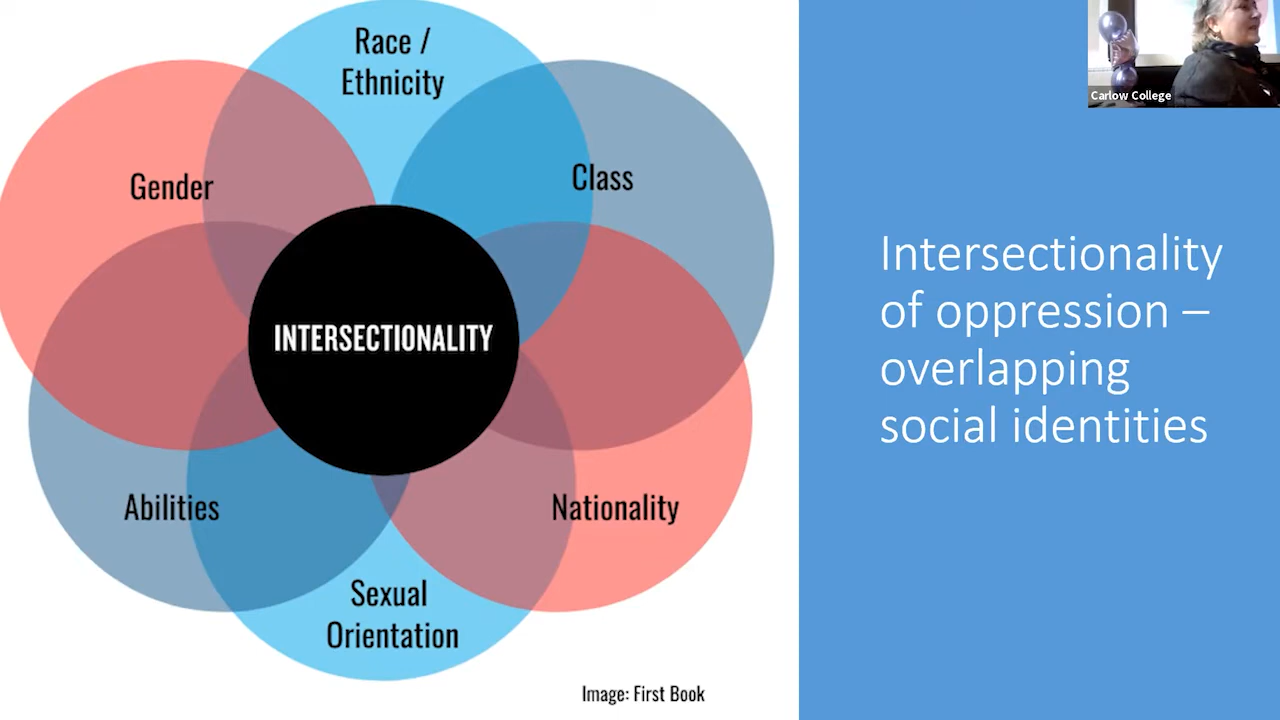 Race /
Ethnicity
Gender
Class
INTERSECTIONALITY
Abilities
Nationality
Sexual
Orientation
Image: First Book
Carlow College
Intersectionality
of oppression –
overlapping
social identities